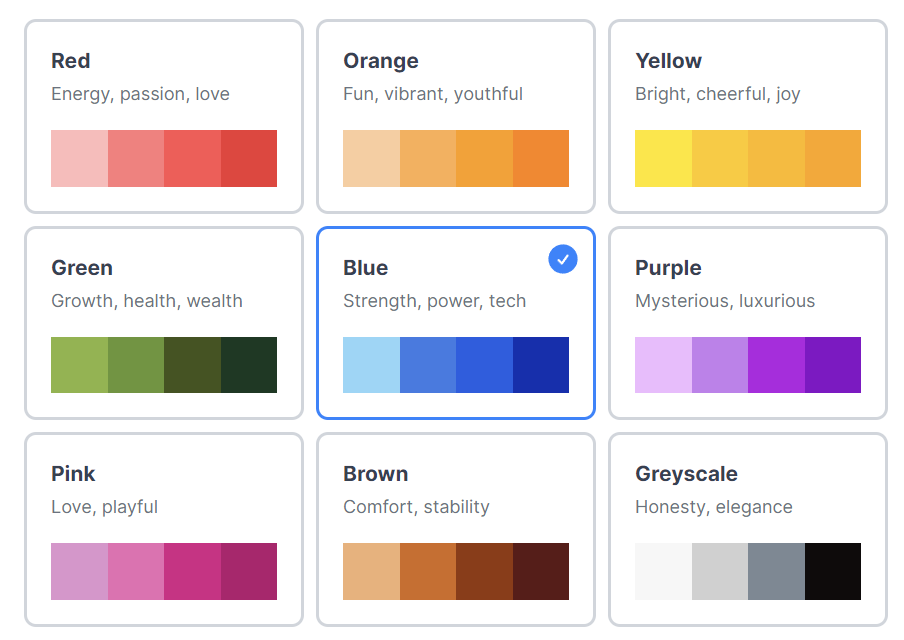 Red
Energy, passion, love
Orange
Fun, vibrant, youthful
Yellow
Bright, cheerful, joy
Green
Growth, health, wealth
Blue
Strength, power, tech
Purple
Mysterious, luxurious
Pink
Love, playful
Brown
Comfort, stability
Greyscale
Honesty, elegance